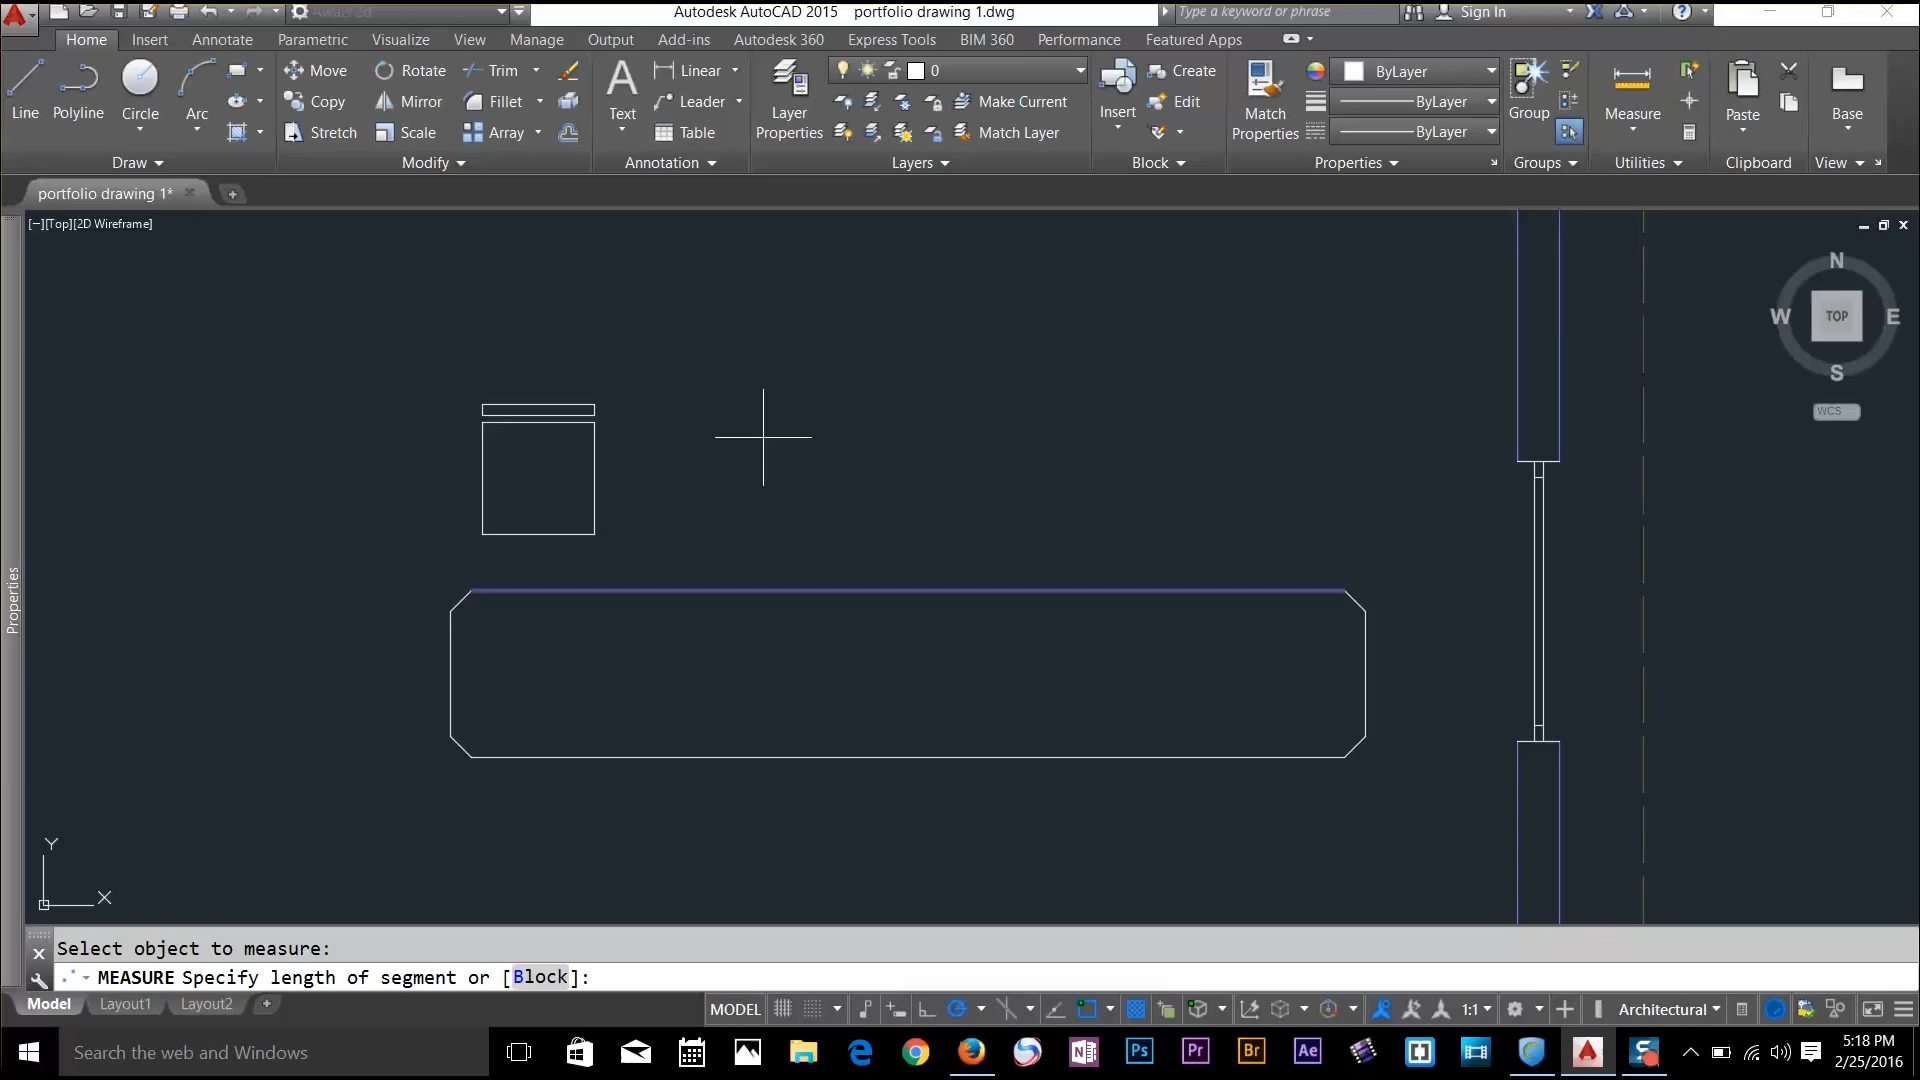 Autodesk AutoCAD 2015 portfolio drawing 1.dwg
Type a keyword or phrase
Sign In
Home Insert Annotate Parametric Visualize View Manage Output Add-ins Autodesk 360 Express Tools BIM 360 Performance Featured Apps
Line Polyline Circle Arc
Move Rotate Trim
Copy Mirror Fillet
Stretch Scale Array
Text
Linear
Leader
Table
Layer Properties
0
Make Current
Match Layer
Insert
Create
Edit
Match Properties
ByLayer
ByLayer
ByLayer
Group
Measure
Paste
Base
Draw Modify Annotation Layers Block Properties Groups Utilities Clipboard View
portfolio drawing 1*
[−][Top][2D Wireframe]
N
W TOP E
S
WCS
Properties
Y
X
Select object to measure:
MEASURE Specify length of segment or [Block]:
Model Layout1 Layout2
MODEL 1:1 Architectural
Search the web and Windows
N Ps Pr Br Ae
5:18 PM
2/25/2016